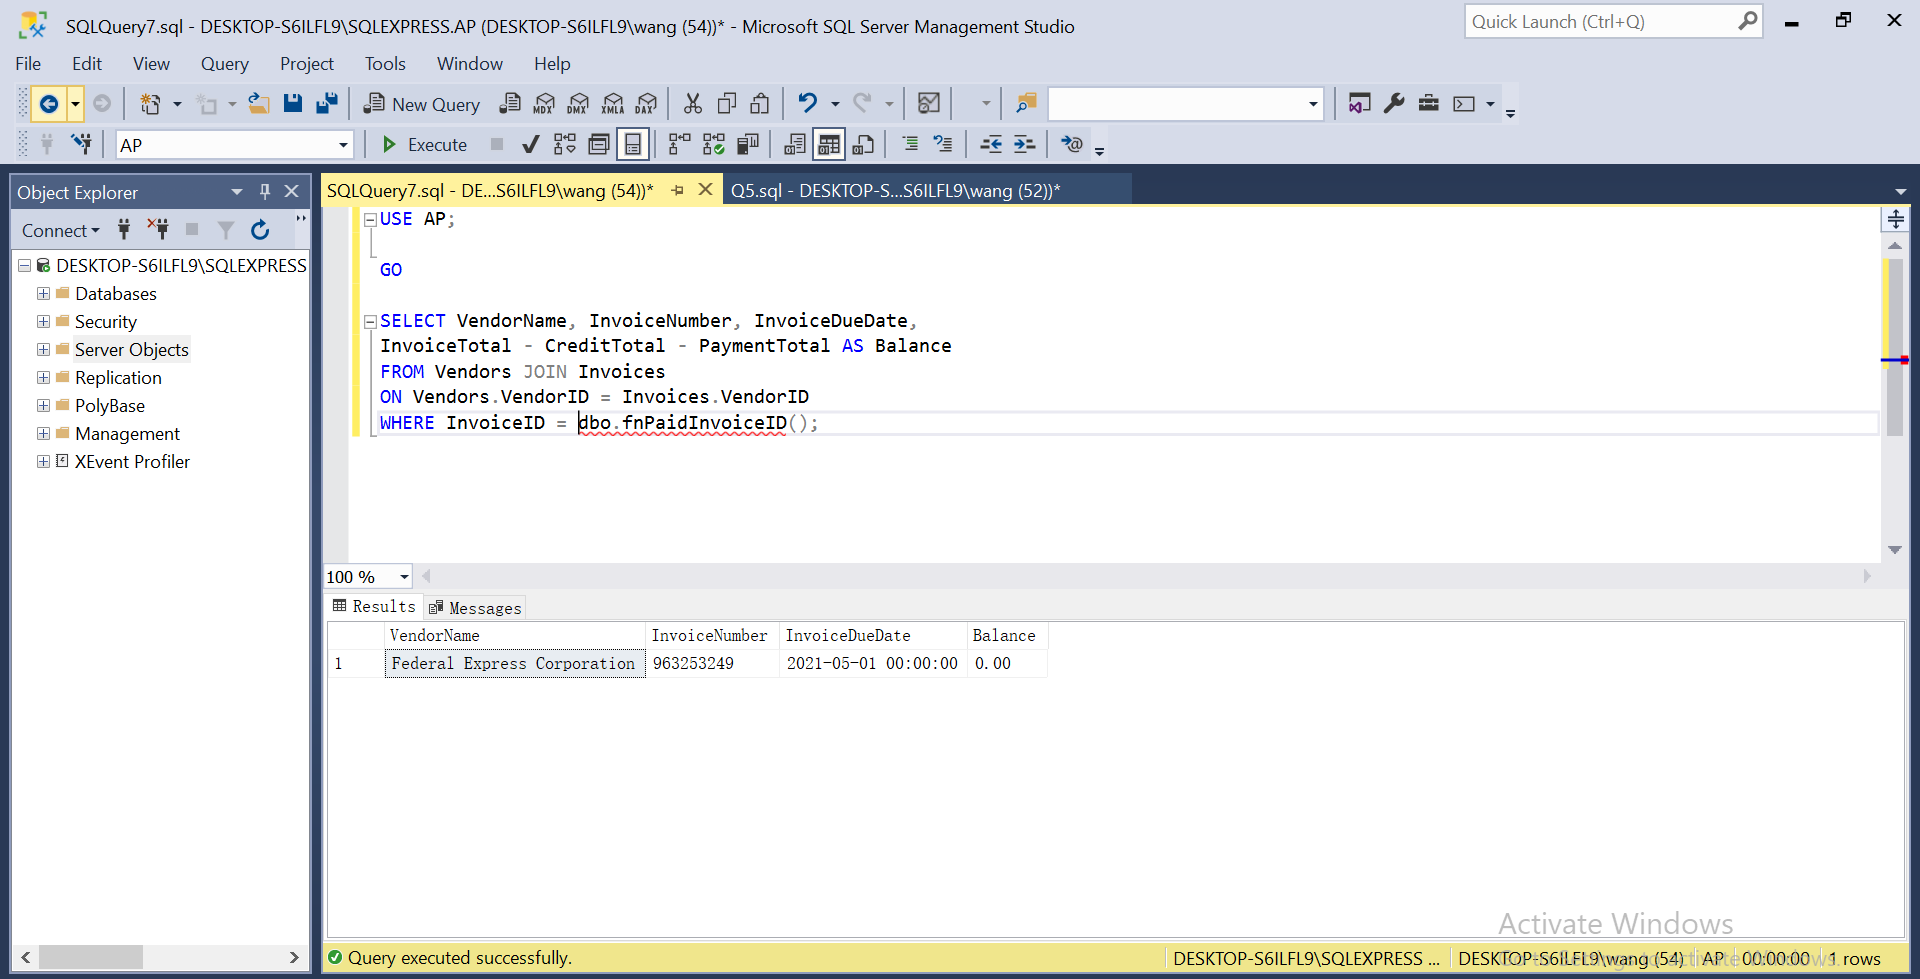 SQLQuery7.sql - DESKTOP-S6ILFL9\SQLEXPRESS.AP (DESKTOP-S6ILFL9\wang (54))* - Microsoft SQL Server Management Studio
Quick Launch (Ctrl+Q)
File Edit View Query Project Tools Window Help
New Query MDX DMX XMLA DAX
AP Execute
Object Explorer
SQLQuery7.sql - DE...S6ILFL9\wang (54))* Q5.sql - DESKTOP-S...S6ILFL9\wang (52))*
Connect
DESKTOP-S6ILFL9\SQLEXPRESS
Databases
Security
Server Objects
Replication
PolyBase
Management
XEvent Profiler
USE AP;
GO
SELECT VendorName, InvoiceNumber, InvoiceDueDate,
InvoiceTotal - CreditTotal - PaymentTotal AS Balance
FROM Vendors JOIN Invoices
ON Vendors.VendorID = Invoices.VendorID
WHERE InvoiceID = dbo.fnPaidInvoiceID();
100 %
Results Messages
VendorName InvoiceNumber InvoiceDueDate Balance
1 Federal Express Corporation 963253249 2021-05-01 00:00:00 0.00
Activate Windows
Query executed successfully. DESKTOP-S6ILFL9\SQLEXPRESS ... DESKTOP-S6ILFL9\wang (54) AP 00:00:00 1 rows